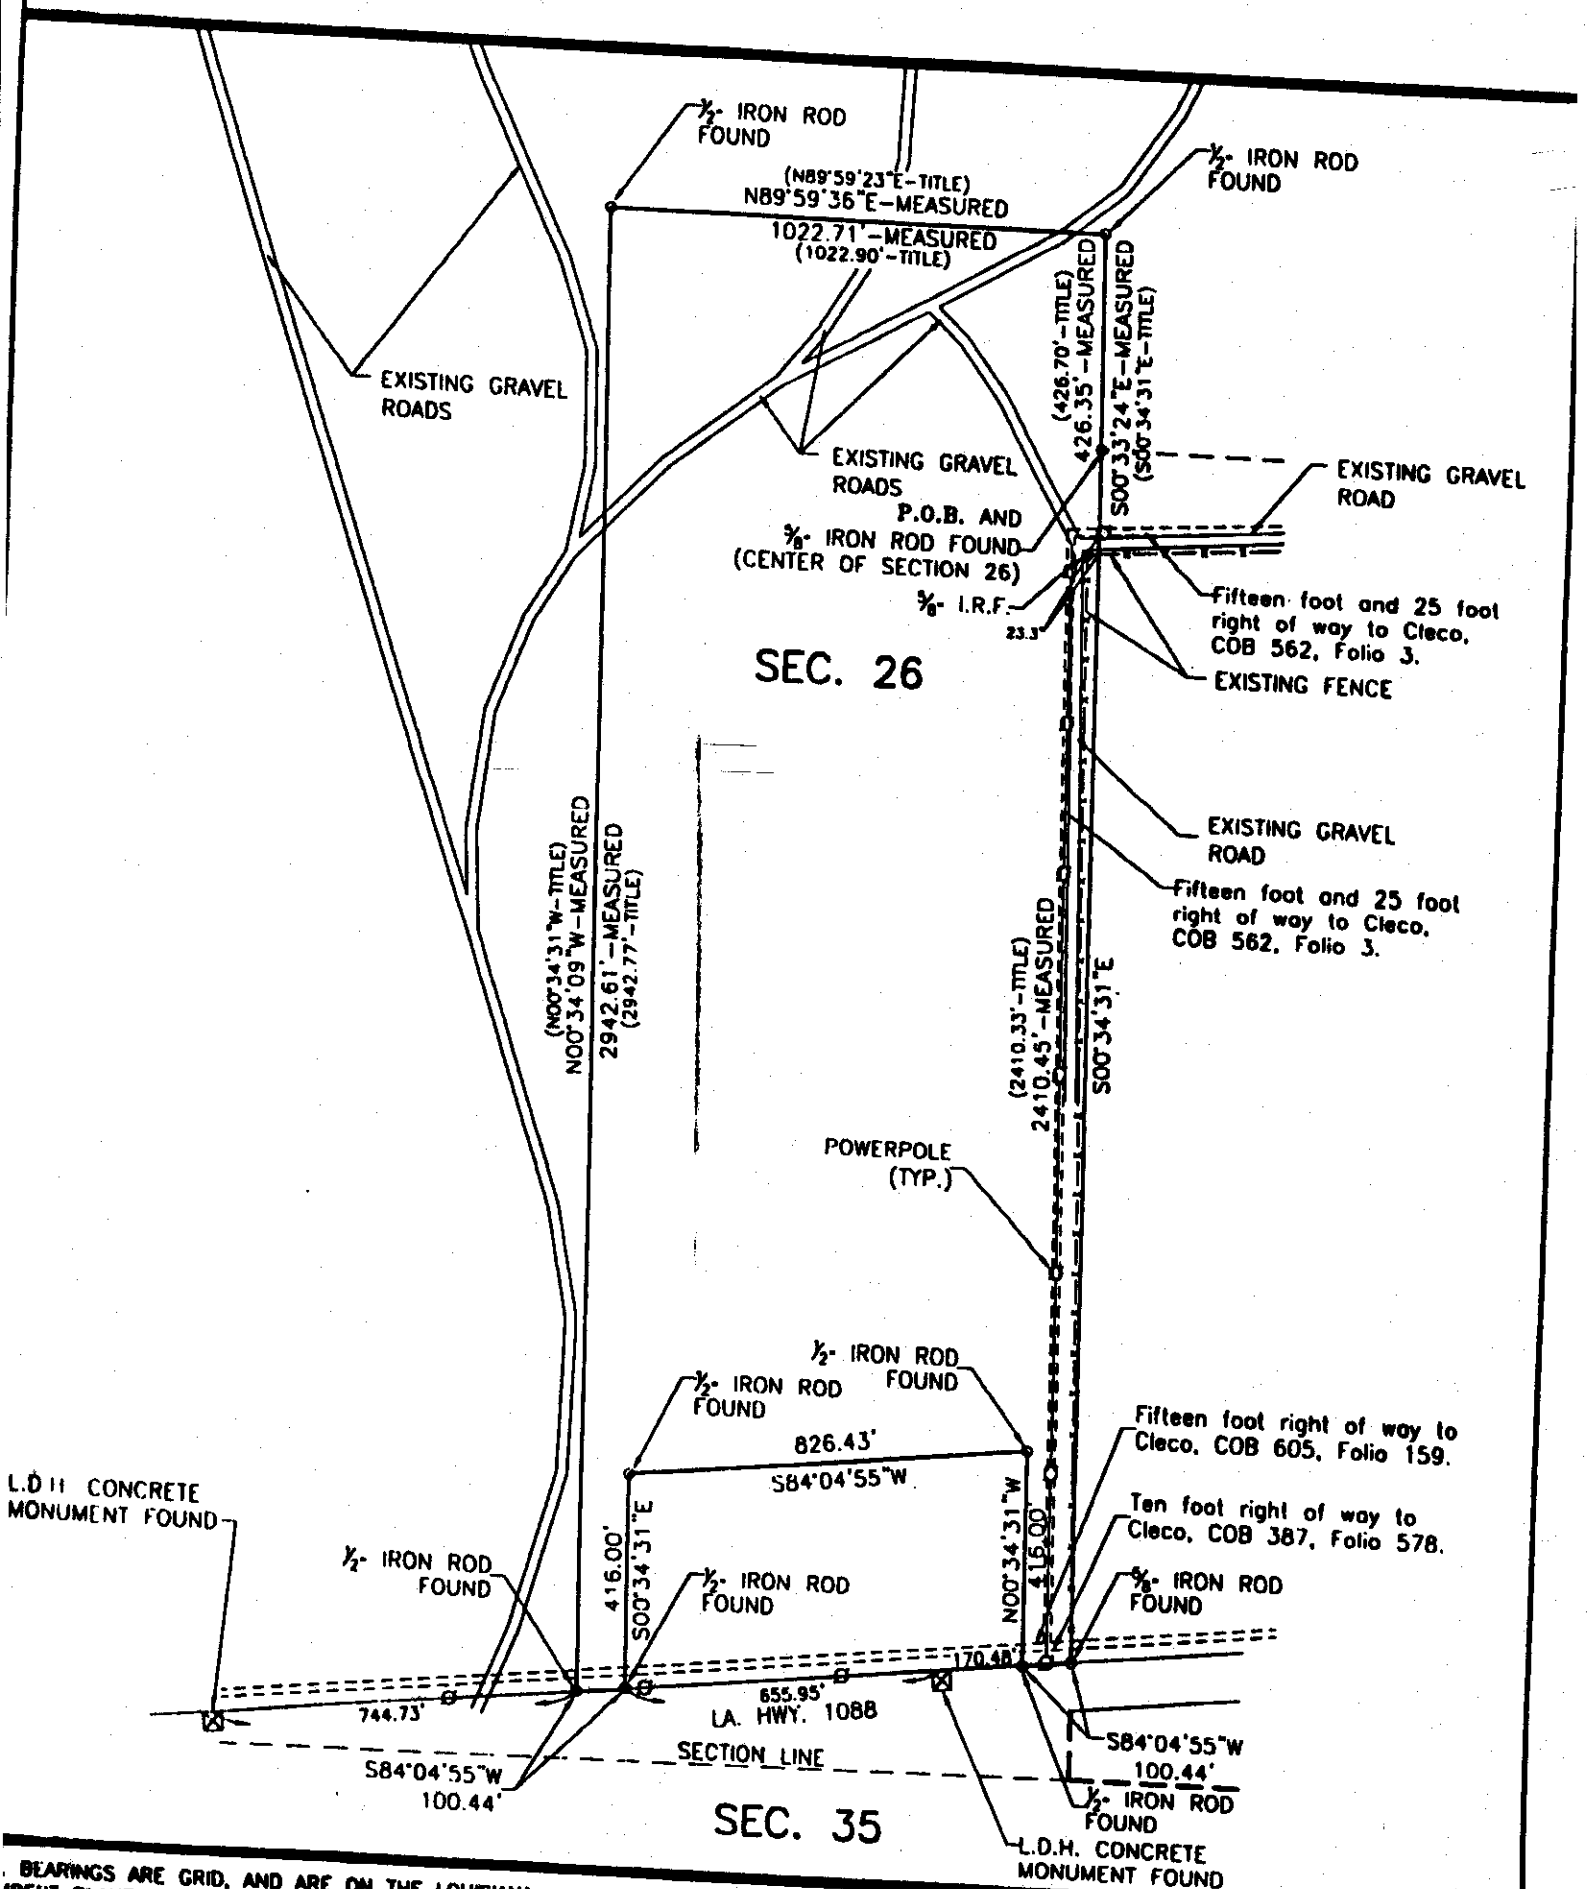 ½" IRON ROD
FOUND
(N89°59'23"E-TITLE)
N89°59'36"E-MEASURED
1022.71'-MEASURED
(1022.90'-TITLE)
½" IRON ROD
FOUND
(426.70'-TITLE)
426.35'-MEASURED
S00°33'24"E-MEASURED
(S00°34'31"E-TITLE)
EXISTING GRAVEL
ROADS
EXISTING GRAVEL
ROADS
EXISTING GRAVEL
ROAD
P.O.B. AND
⅝" IRON ROD FOUND
(CENTER OF SECTION 26)
⅝" I.R.F.
23.3'
Fifteen foot and 25 foot
right of way to Cleco,
COB 562, Folio 3.
EXISTING FENCE
SEC. 26
EXISTING GRAVEL
ROAD
Fifteen foot and 25 foot
right of way to Cleco,
COB 562, Folio 3.
(N00°34'31"W-TITLE)
N00°34'09"W-MEASURED
2942.61'-MEASURED
(2942.77'-TITLE)
(2410.33'-TITLE)
2410.45'-MEASURED
S00°34'31"E
POWERPOLE
(TYP.)
½" IRON ROD
FOUND
½" IRON ROD
FOUND
826.43'
S84°04'55"W
Fifteen foot right of way to
Cleco, COB 605, Folio 159.
Ten foot right of way to
Cleco, COB 387, Folio 578.
L.D.H. CONCRETE
MONUMENT FOUND
½" IRON ROD
FOUND
416.00'
S00°34'31"E
½" IRON ROD
FOUND
N00°34'31"W
416.00'
⅝" IRON ROD
FOUND
170.48'
744.73'
655.95'
LA. HWY. 1088
SECTION LINE
S84°04'55"W
100.44'
S84°04'55"W
100.44'
½" IRON ROD
FOUND
SEC. 35
L.D.H. CONCRETE
MONUMENT FOUND
. BEARINGS ARE GRID, AND ARE ON THE